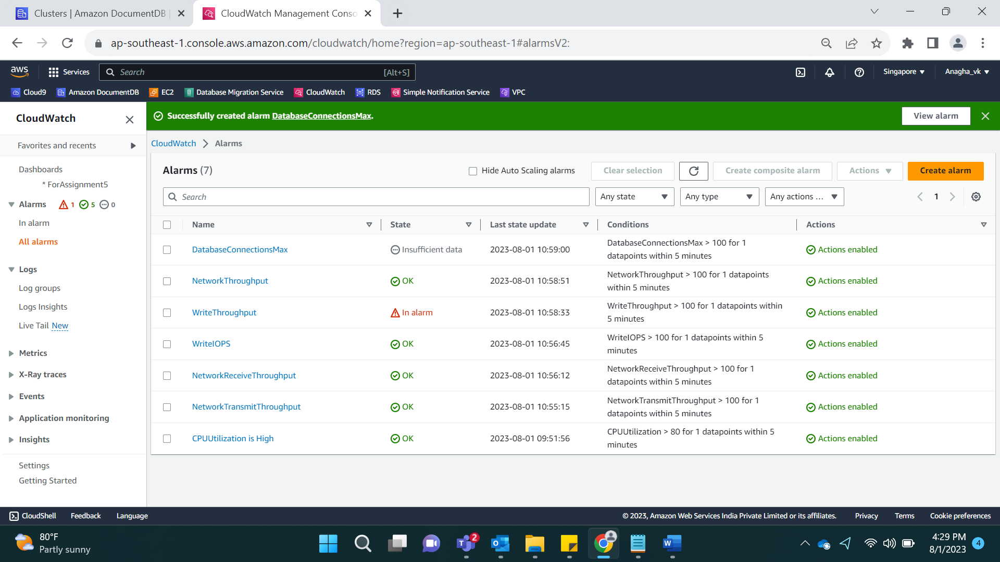 Clusters | Amazon DocumentDB
CloudWatch Management Conso
ap-southeast-1.console.aws.amazon.com/cloudwatch/home?region=ap-southeast-1#alarmsV2:
aws
Services
Search
[Alt+S]
Singapore
Anagha_vk
Cloud9
Amazon DocumentDB
EC2
Database Migration Service
CloudWatch
RDS
Simple Notification Service
VPC
CloudWatch
Favorites and recents
Dashboards
* ForAssignment5
Alarms 1 5 0
In alarm
All alarms
Logs
Log groups
Logs Insights
Live Tail New
Metrics
X-Ray traces
Events
Application monitoring
Insights
Settings
Getting Started
Successfully created alarm DatabaseConnectionsMax.
View alarm
CloudWatch
Alarms
Alarms (7)
Hide Auto Scaling alarms
Clear selection
Create composite alarm
Actions
Create alarm
Search
Any state
Any type
Any actions ...
1
Name
State
Last state update
Conditions
Actions
DatabaseConnectionsMax
Insufficient data
2023-08-01 10:59:00
DatabaseConnectionsMax > 100 for 1
datapoints within 5 minutes
Actions enabled
NetworkThroughput
OK
2023-08-01 10:58:51
NetworkThroughput > 100 for 1 datapoints
within 5 minutes
Actions enabled
WriteThroughput
In alarm
2023-08-01 10:58:33
WriteThroughput > 100 for 1 datapoints within
5 minutes
Actions enabled
WriteIOPS
OK
2023-08-01 10:56:45
WriteIOPS > 100 for 1 datapoints within 5
minutes
Actions enabled
NetworkReceiveThroughput
OK
2023-08-01 10:56:12
NetworkReceiveThroughput > 100 for 1
datapoints within 5 minutes
Actions enabled
NetworkTransmitThroughput
OK
2023-08-01 10:55:15
NetworkTransmitThroughput > 100 for 1
datapoints within 5 minutes
Actions enabled
CPUUtilization is High
OK
2023-08-01 09:51:56
CPUUtilization > 80 for 1 datapoints within 5
minutes
Actions enabled
CloudShell
Feedback
Language
© 2023, Amazon Web Services India Private Limited or its affiliates.
Privacy
Terms
Cookie preferences
80°F
Partly sunny
2
4:29 PM
8/1/2023
4